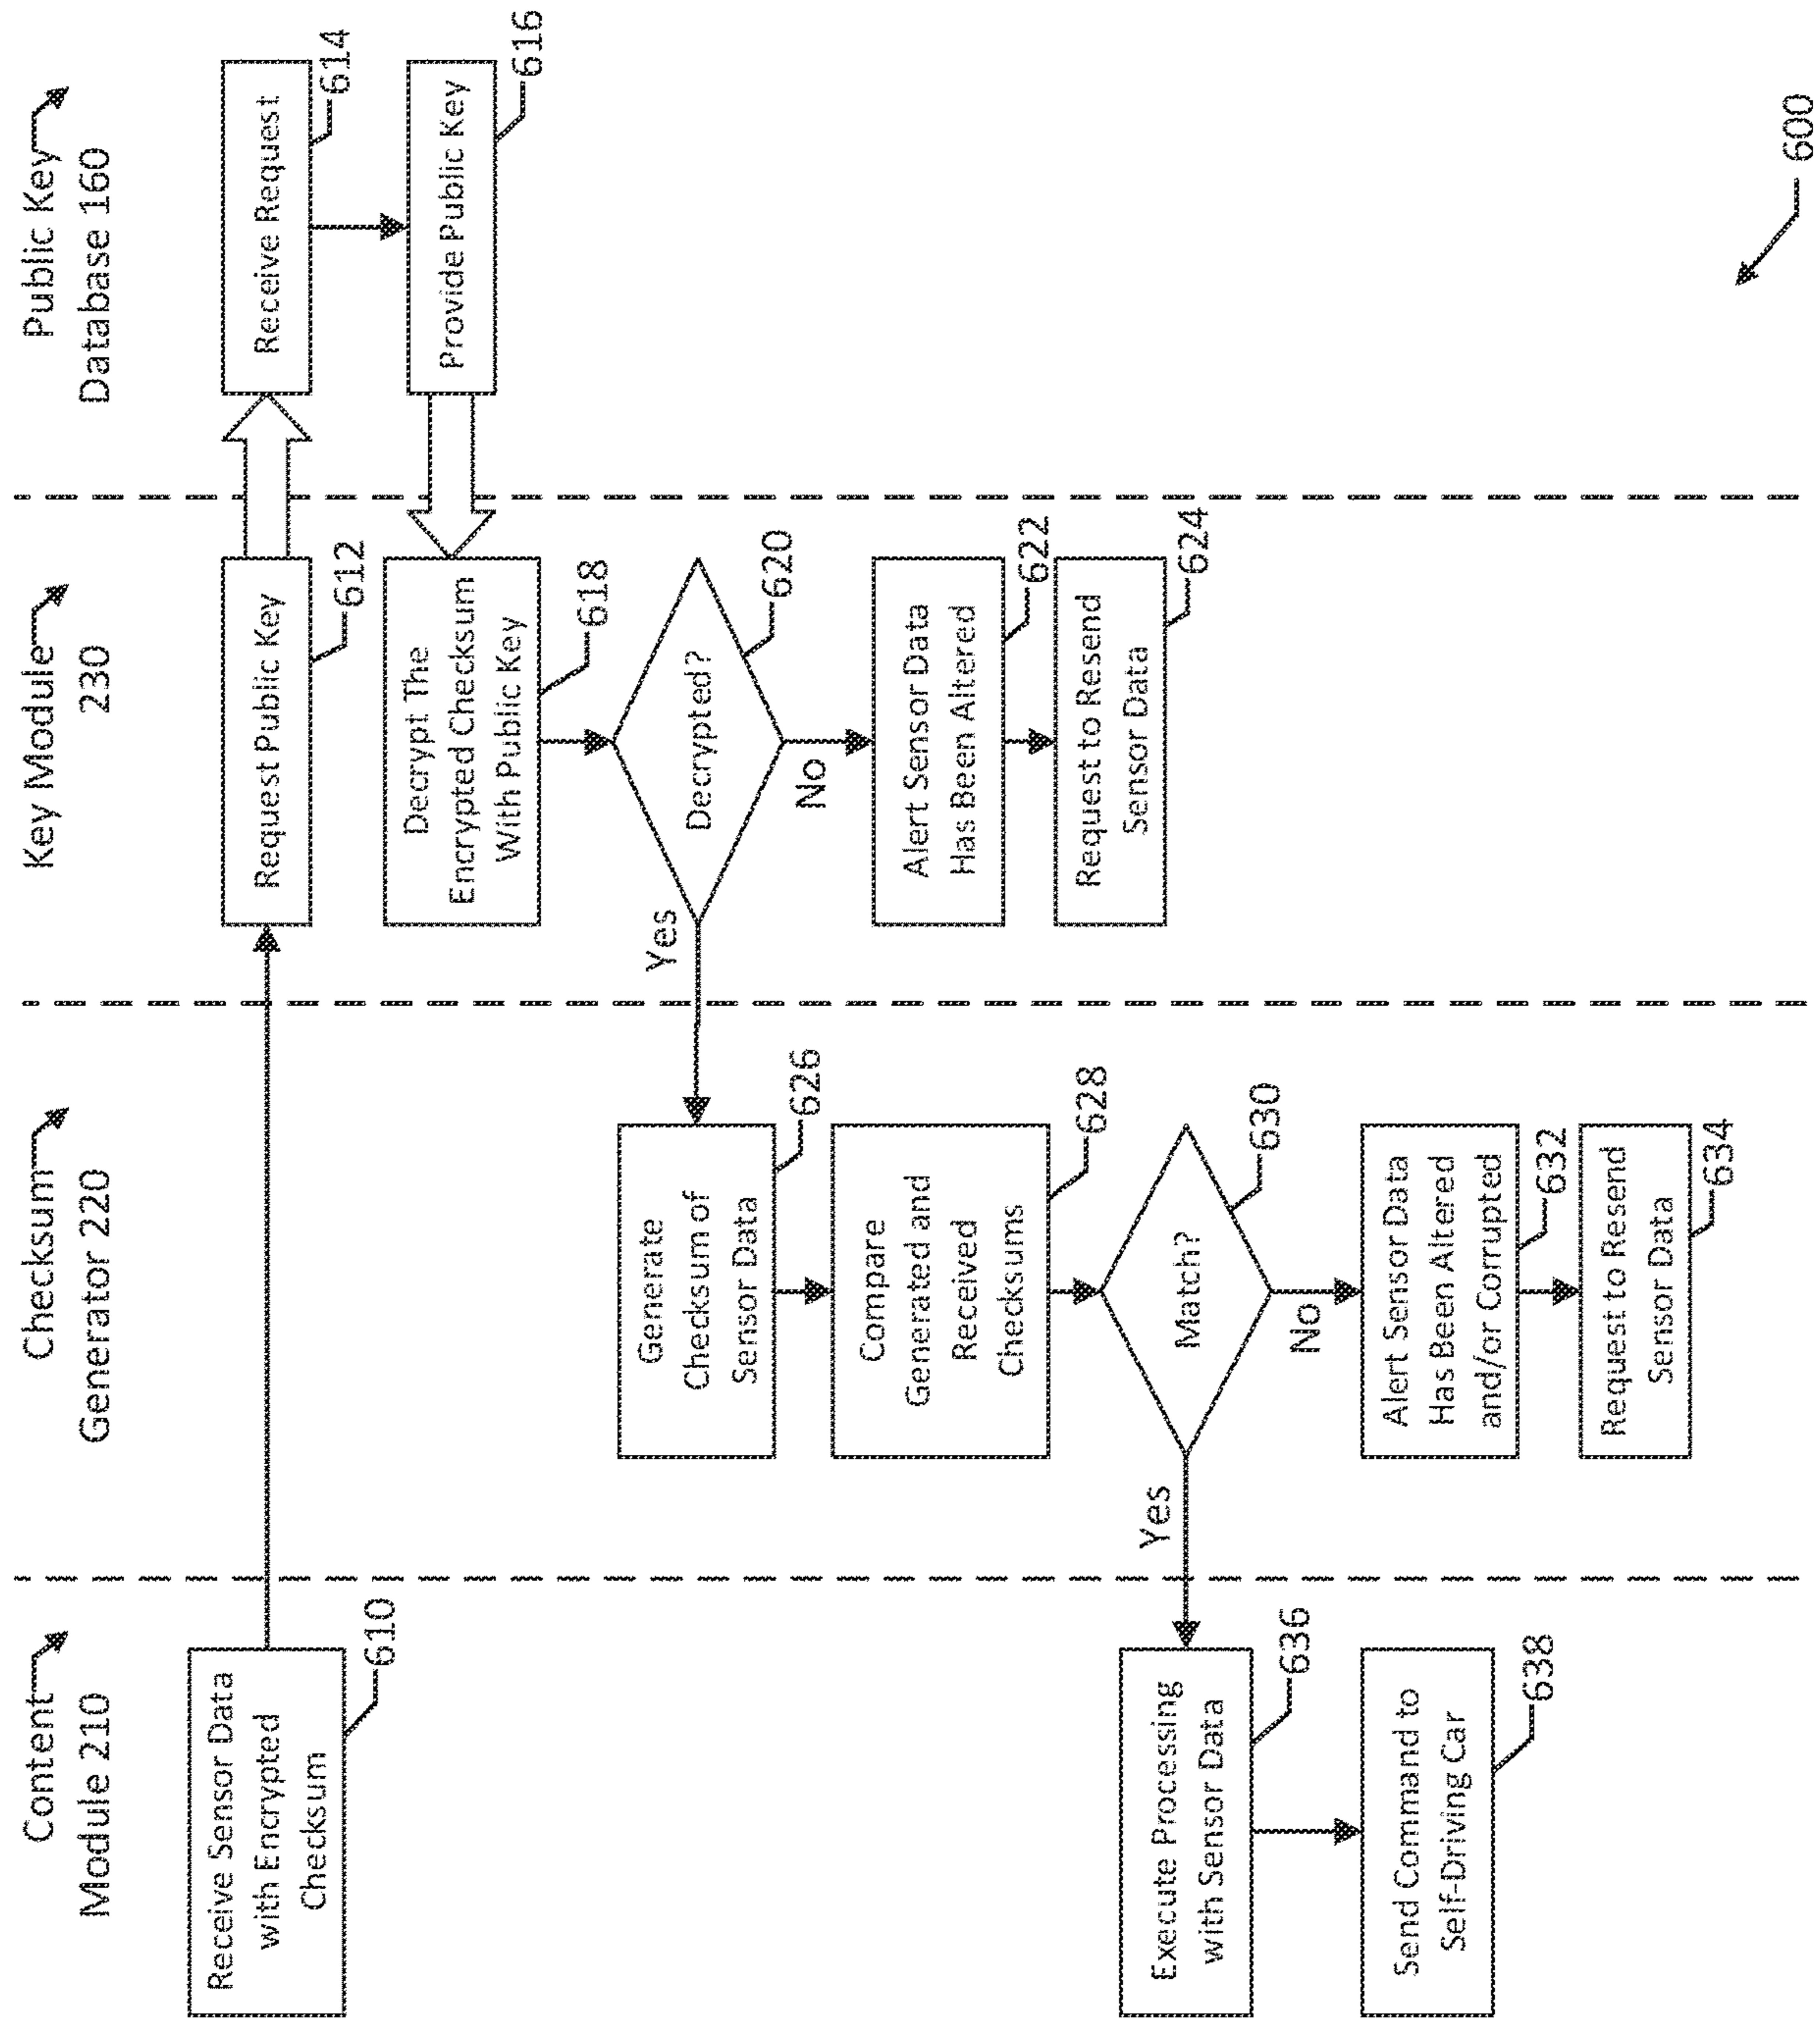 Content
Module 210
Checksum
Generator 220
Key Module
230
Public Key
Database 160
Receive Sensor Data
with Encrypted
Checksum
610
Request Public Key
612
Receive Request
614
Provide Public Key
616
Decrypt The
Encrypted Checksum
With Public Key
618
Decrypted?
620
Yes
No
Alert Sensor Data
Has Been Altered
622
Request to Resend
Sensor Data
624
Generate
Checksum of
Sensor Data
626
Compare
Generated and
Received
Checksums
628
Match?
630
Yes
No
Alert Sensor Data
Has Been Altered
and/or Corrupted
632
Request to Resend
Sensor Data
634
Execute Processing
with Sensor Data
636
Send Command to
Self-Driving Car
638
600